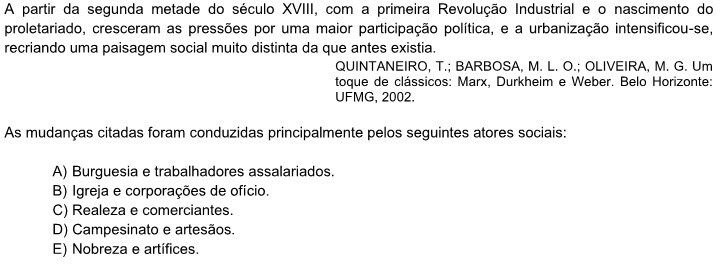 A partir da segunda metade do século XVIII, com a primeira Revolução Industrial e o nascimento do
proletariado, cresceram as pressões por uma maior participação política, e a urbanização intensificou-se,
recriando uma paisagem social muito distinta da que antes existia.
QUINTANEIRO, T.; BARBOSA, M. L. O.; OLIVEIRA, M. G. Um
toque de clássicos: Marx, Durkheim e Weber. Belo Horizonte:
UFMG, 2002.
As mudanças citadas foram conduzidas principalmente pelos seguintes atores sociais:
A) Burguesia e trabalhadores assalariados.
B) Igreja e corporações de ofício.
C) Realeza e comerciantes.
D) Campesinato e artesãos.
E) Nobreza e artífices.